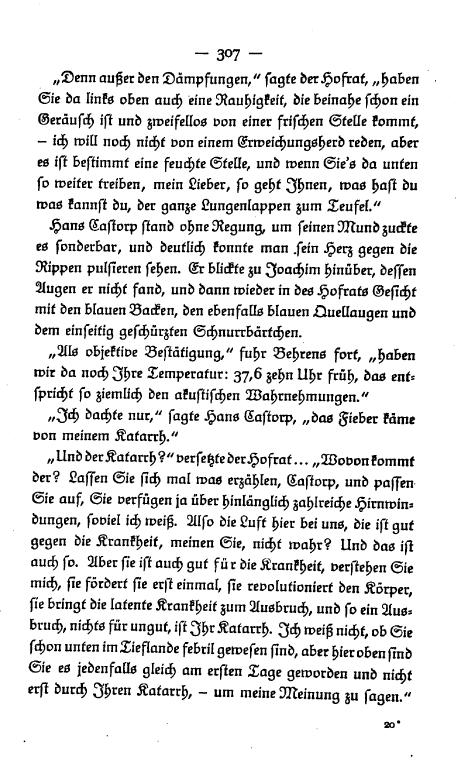 — 307 —
„Denn außer den Dämpfungen,“ sagte der Hofrat, „haben
Sie da links oben auch eine Rauhigkeit, die beinahe schon ein
Geräusch ist und zweifellos von einer frischen Stelle kommt,
– ich will noch nicht von einem Erweichungsherd reden, aber
es ist bestimmt eine feuchte Stelle, und wenn Sie's da unten
so weiter treiben, mein Lieber, so geht Ihnen, was hast du
was kannst du, der ganze Lungenlappen zum Teufel.“
Hans Castorp stand ohne Regung, um seinen Mund zuckte
es sonderbar, und deutlich konnte man sein Herz gegen die
Rippen pulsieren sehen. Er blickte zu Joachim hinüber, dessen
Augen er nicht fand, und dann wieder in des Hofrats Gesicht
mit den blauen Backen, den ebenfalls blauen Quellaugen und
dem einseitig geschürzten Schnurrbärtchen.
„Als objektive Bestätigung,“ fuhr Behrens fort, „haben
wir da noch Ihre Temperatur: 37,6 zehn Uhr früh, das ent-
spricht so ziemlich den akustischen Wahrnehmungen.“
„Ich dachte nur,“ sagte Hans Castorp, „das Fieber käme
von meinem Katarrh.“
„Und der Katarrh?“ versetzte der Hofrat... „Wovon kommt
der? Lassen Sie sich mal was erzählen, Castorp, und passen
Sie auf, Sie verfügen ja über hinlänglich zahlreiche Hirnwin-
dungen, soviel ich weiß. Also die Luft hier bei uns, die ist gut
gegen die Krankheit, meinen Sie, nicht wahr? Und das ist
auch so. Aber sie ist auch gut für die Krankheit, verstehen Sie
mich, sie fördert sie erst einmal, sie revolutioniert den Körper,
sie bringt die latente Krankheit zum Ausbruch, und so ein Aus-
bruch, nichts für ungut, ist Ihr Katarrh. Ich weiß nicht, ob Sie
schon unten im Tieflande febril gewesen sind, aber hier oben sind
Sie es jedenfalls gleich am ersten Tage geworden und nicht
erst durch Ihren Katarrh, – um meine Meinung zu sagen.“
20*